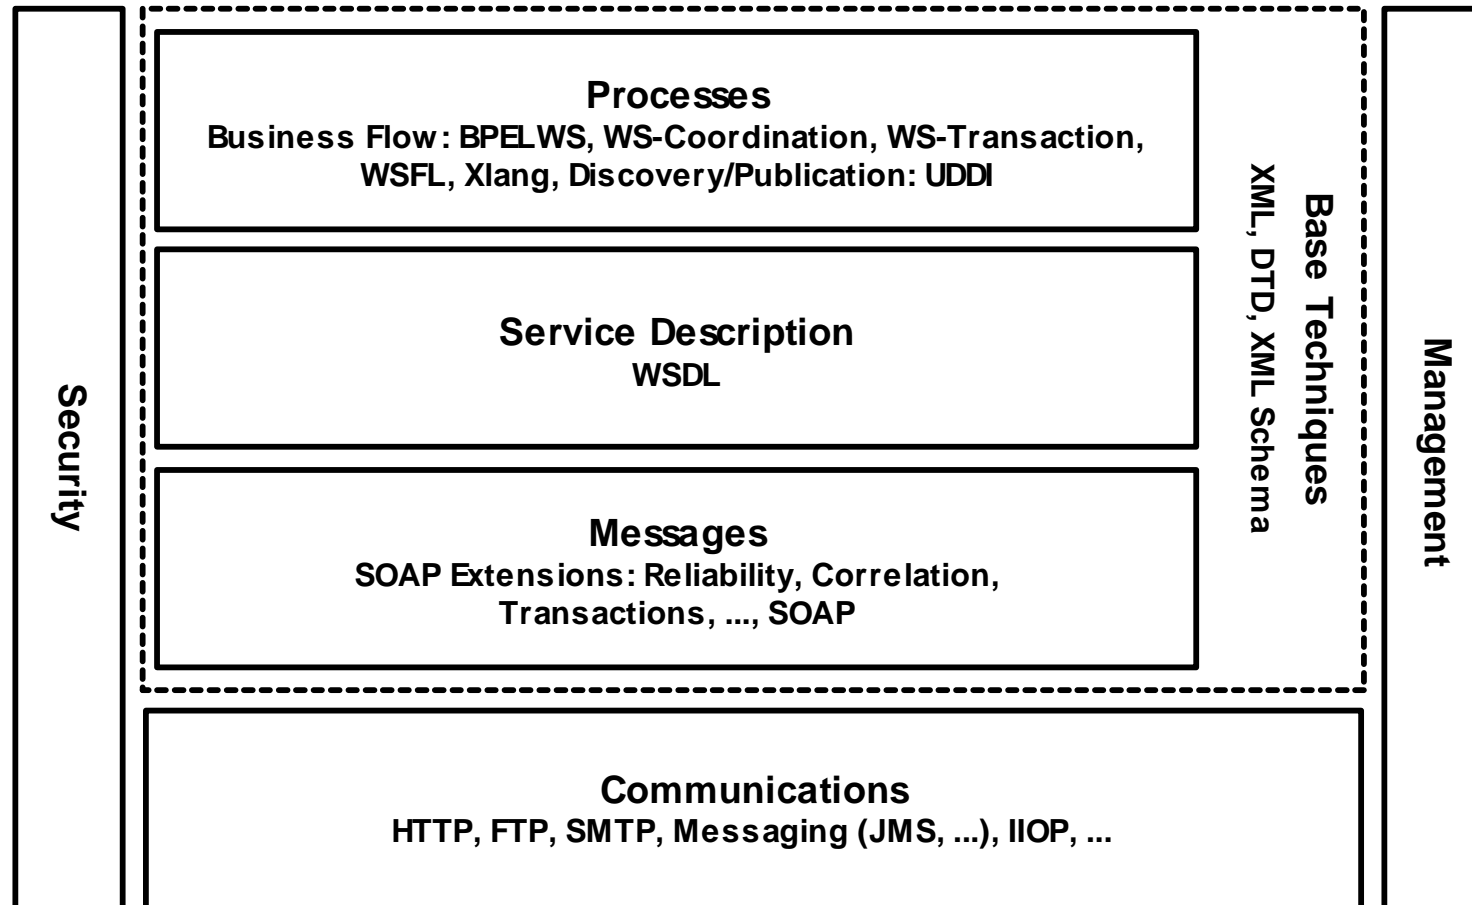 Processes
Business Flow: BPELWS, WS-Coordination, WS-Transaction,
WSFL, Xlang, Discovery/Publication: UDDI
Service Description
WSDL
Messages
SOAP Extensions: Reliability, Correlation,
Transactions, ..., SOAP
Communications
HTTP, FTP, SMTP, Messaging (JMS, ...), IIOP, ...
Security
Base Techniques
XML, DTD, XML Schema
Management